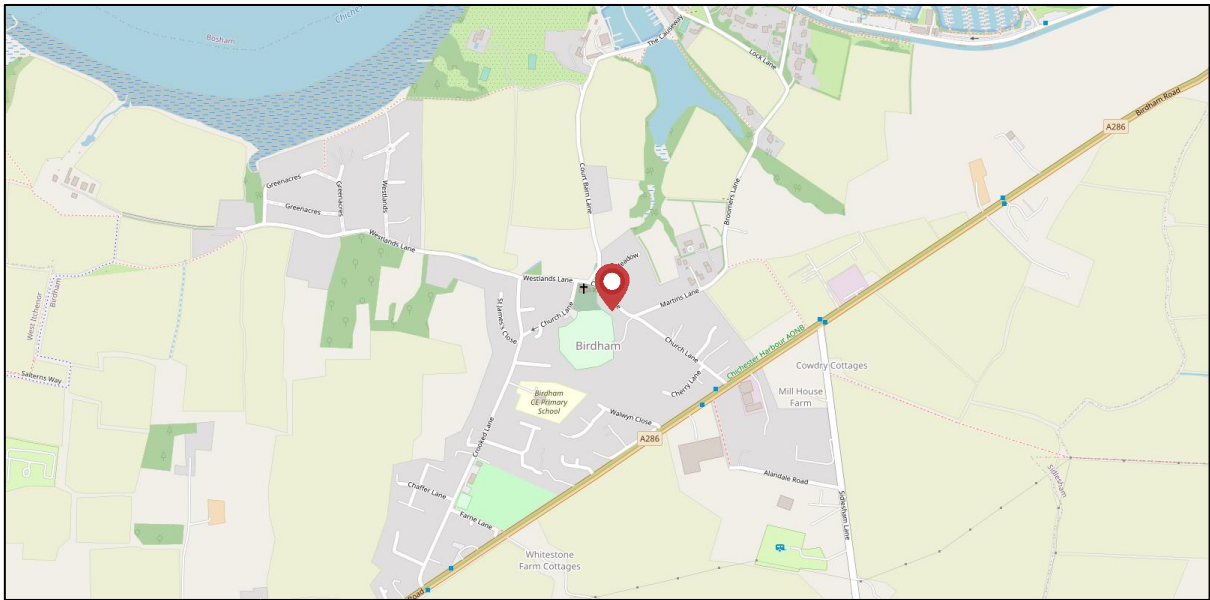 Bosham
The Causeway
Lock Lane
Birdham Road
A286
Greenacres
Greenacres
Greenacres
Westlands
Court Barn Lane
Broomers Lane
Westlands Lane
Westlands Lane
Martins Lane
St James's Close
Church Lane
Church Lane
Birdham
West Itchenor
Birdham
Salterns Way
Chichester Harbour AONB
Cowdry Cottages
Mill House
Farm
Cherry Lane
Birdham
CE Primary
School
Walwyn Close
A286
Crooked Lane
Alandale Road
Sidlesham Lane
Sidlesham
Chaffer Lane
Farne Lane
Whitestone
Farm Cottages
Road